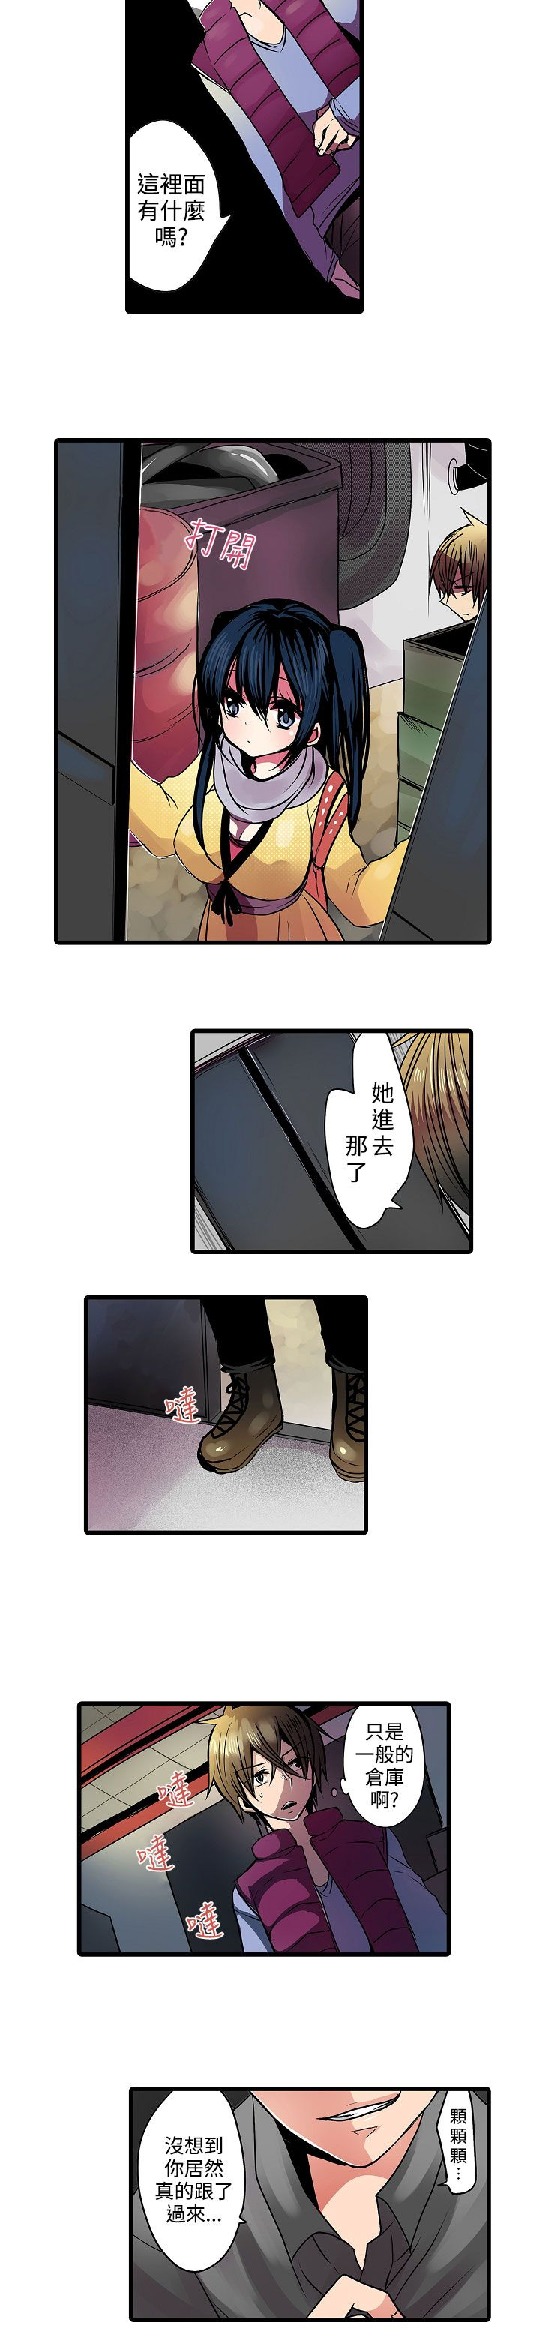 這裡面
有什麼
嗎?
打開
她進去
那了
噠
只是
一般的
倉庫
啊?
噠
噠
噠
顆顆顆…
沒想到
你居然
真的跟了
過來…